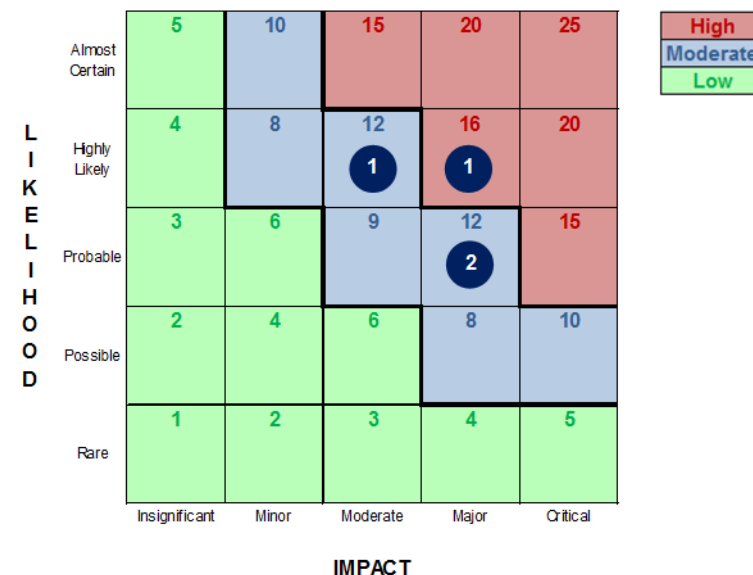 5 10 15 20 25
High
Moderate
Low
Almost
Certain
4 8 12 16 20
Highly
Likely
1 1
3 6 9 12 15
Probable
2
2 4 6 8 10
Possible
1 2 3 4 5
Rare
LIKELIHOOD
Insignificant Minor Moderate Major Critical
IMPACT